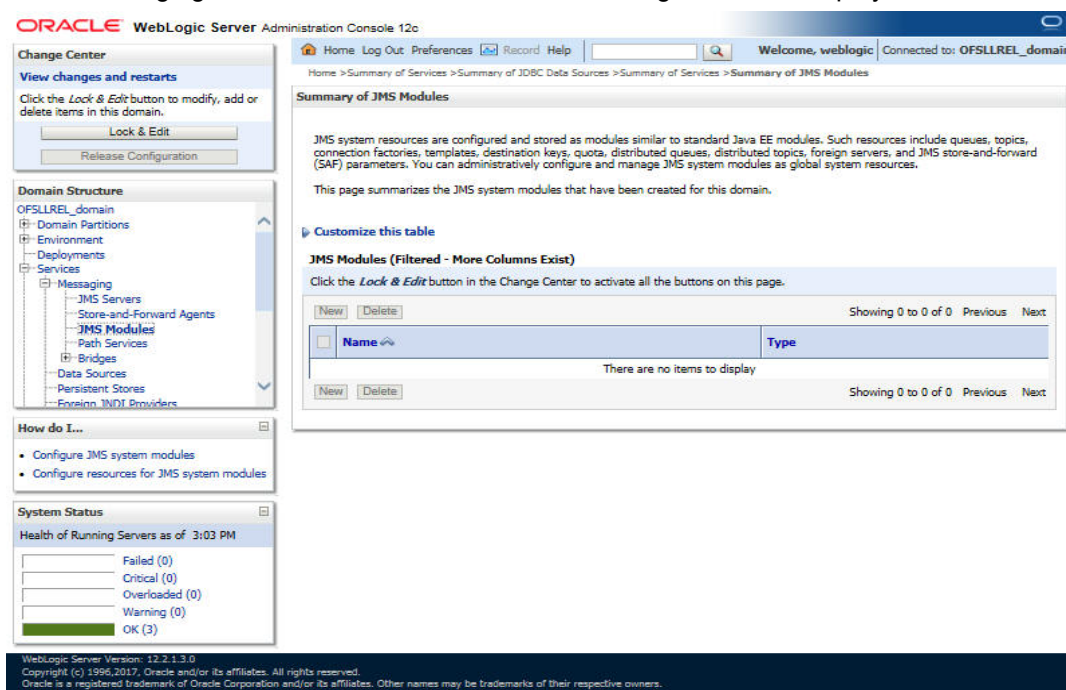 ORACLE WebLogic Server Administration Console 12c
Change Center
View changes and restarts
Click the Lock & Edit button to modify, add or
delete items in this domain.
Lock & Edit
Release Configuration
Domain Structure
OFSLLREL_domain
Domain Partitions
Environment
Deployments
Services
Messaging
JMS Servers
Store-and-Forward Agents
JMS Modules
Path Services
Bridges
Data Sources
Persistent Stores
Foreign JNDI Providers
How do I...
Configure JMS system modules
Configure resources for JMS system modules
System Status
Health of Running Servers as of 3:03 PM
Failed (0)
Critical (0)
Overloaded (0)
Warning (0)
OK (3)
Home Log Out Preferences Record Help
Welcome, weblogic Connected to: OFSLLREL_domain
Home >Summary of Services >Summary of JDBC Data Sources >Summary of Services >Summary of JMS Modules
Summary of JMS Modules
JMS system resources are configured and stored as modules similar to standard Java EE modules. Such resources include queues, topics,
connection factories, templates, destination keys, quota, distributed queues, distributed topics, foreign servers, and JMS store-and-forward
(SAF) parameters. You can administratively configure and manage JMS system modules as global system resources.
This page summarizes the JMS system modules that have been created for this domain.
Customize this table
JMS Modules (Filtered - More Columns Exist)
Click the Lock & Edit button in the Change Center to activate all the buttons on this page.
New Delete Showing 0 to 0 of 0 Previous Next
Name Type
There are no items to display
New Delete Showing 0 to 0 of 0 Previous Next
WebLogic Server Version: 12.2.1.3.0
Copyright (c) 1996,2017, Oracle and/or its affiliates. All rights reserved.
Oracle is a registered trademark of Oracle Corporation and/or its affiliates. Other names may be trademarks of their respective owners.